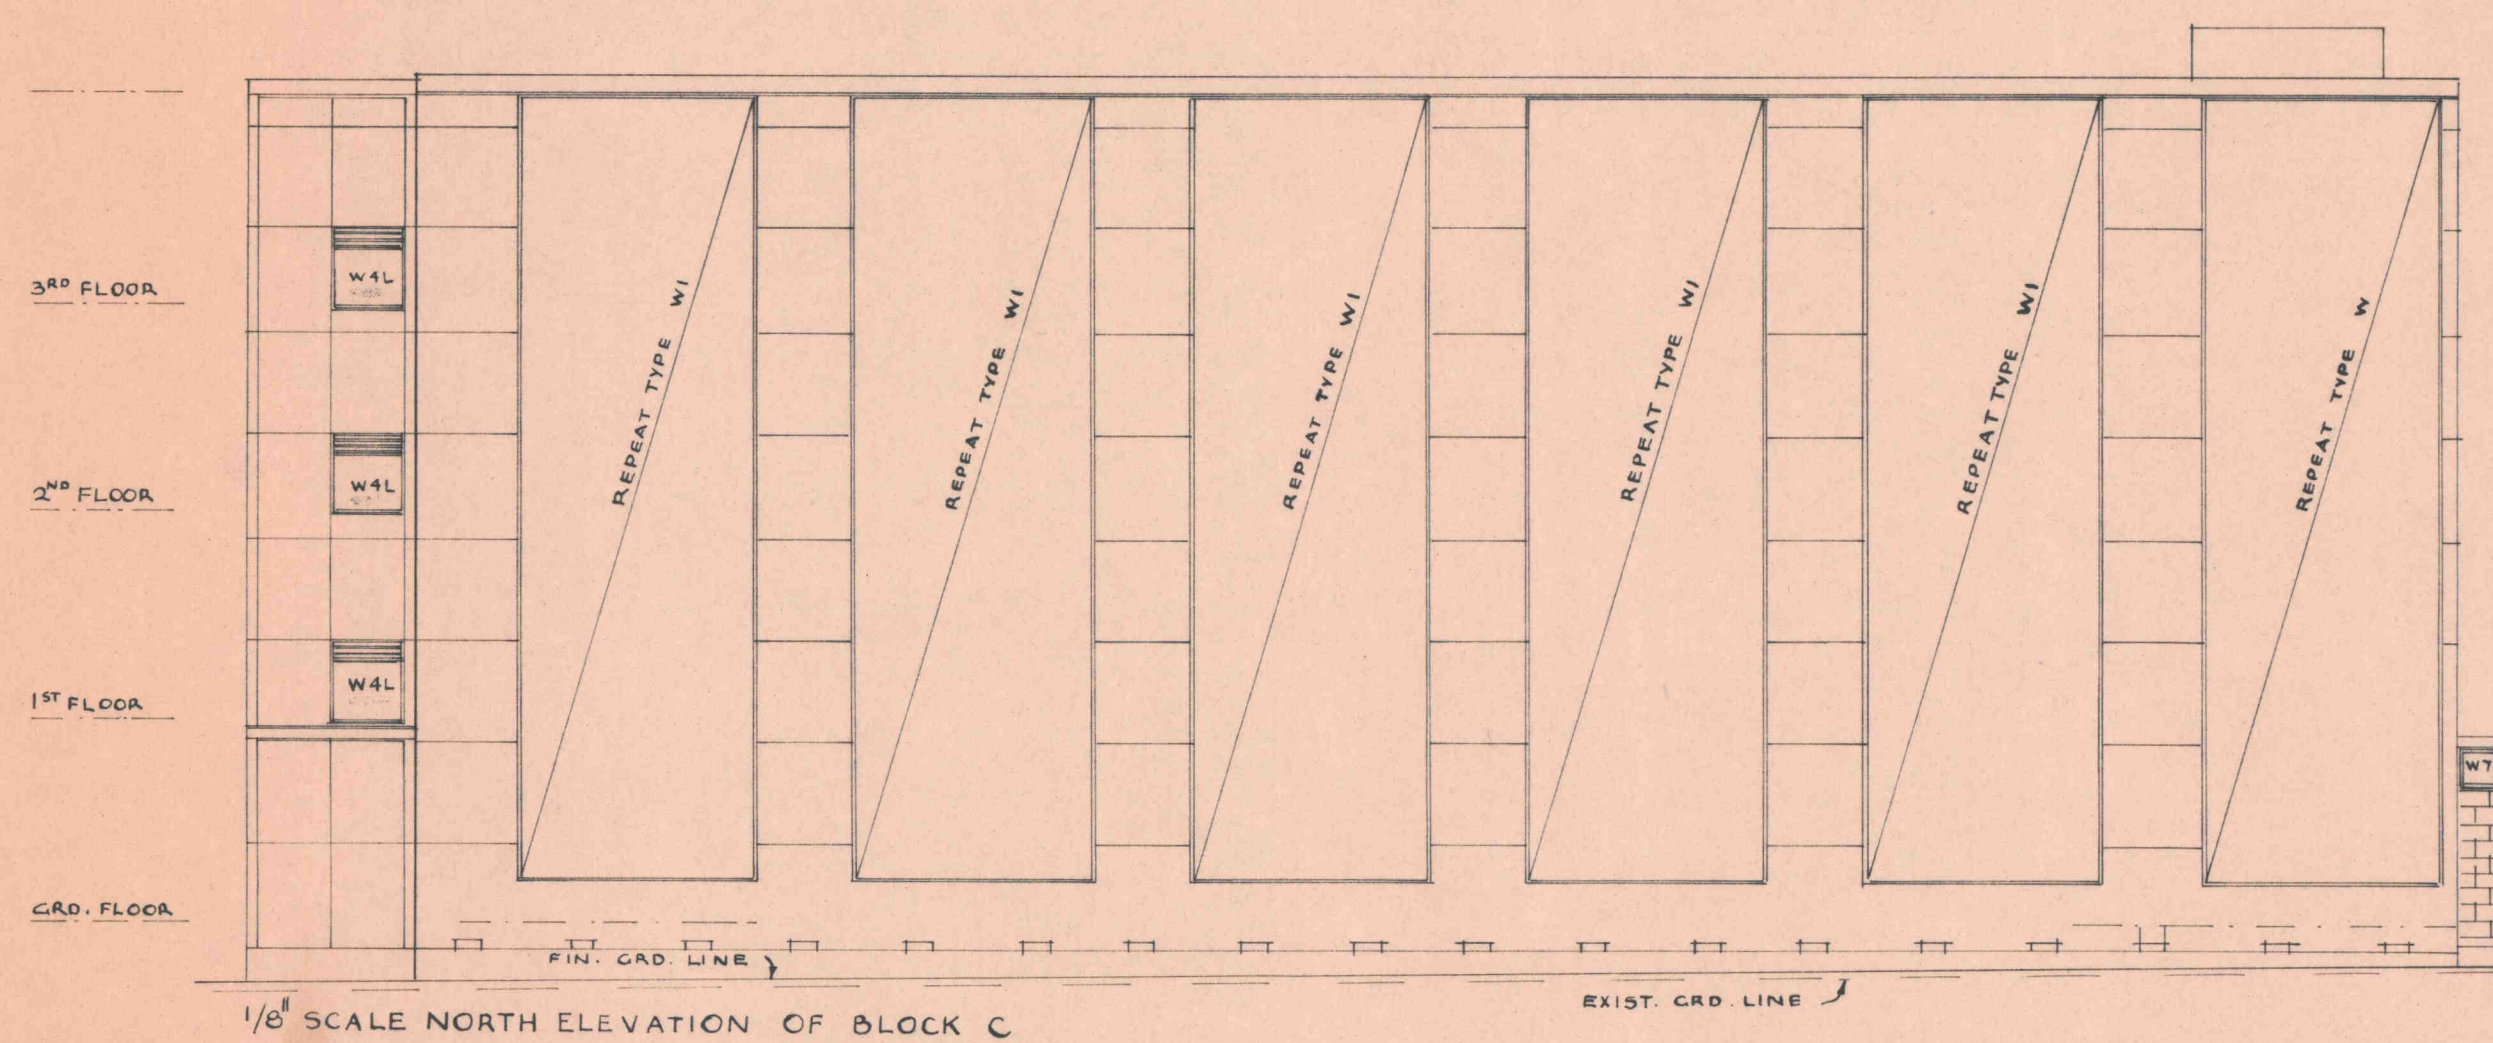 3RD FLOOR
2ND FLOOR
1ST FLOOR
GRD. FLOOR
W4L
W4L
W4L
REPEAT TYPE W1
REPEAT TYPE W1
REPEAT TYPE W1
REPEAT TYPE W1
REPEAT TYPE W1
REPEAT TYPE W
W7
FIN. GRD. LINE
EXIST. GRD. LINE
1/8" SCALE NORTH ELEVATION OF BLOCK C